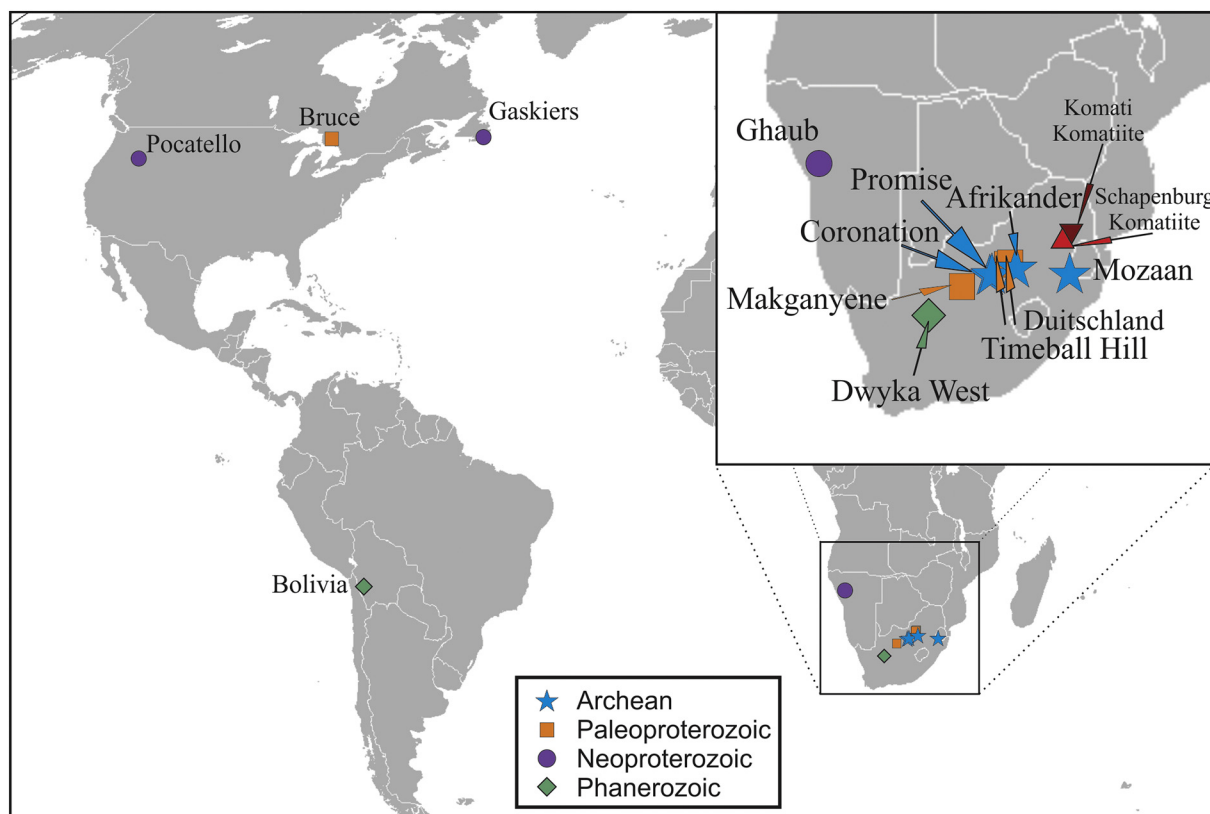 Bruce
Gaskiers
Pocatello
Bolivia
Ghaub
Promise
Afrikander
Komati
Komatiite
Schapenburg
Komatiite
Coronation
Mozaan
Makganyene
Duitschland
Timeball Hill
Dwyka West
Archean
Paleoproterozoic
Neoproterozoic
Phanerozoic